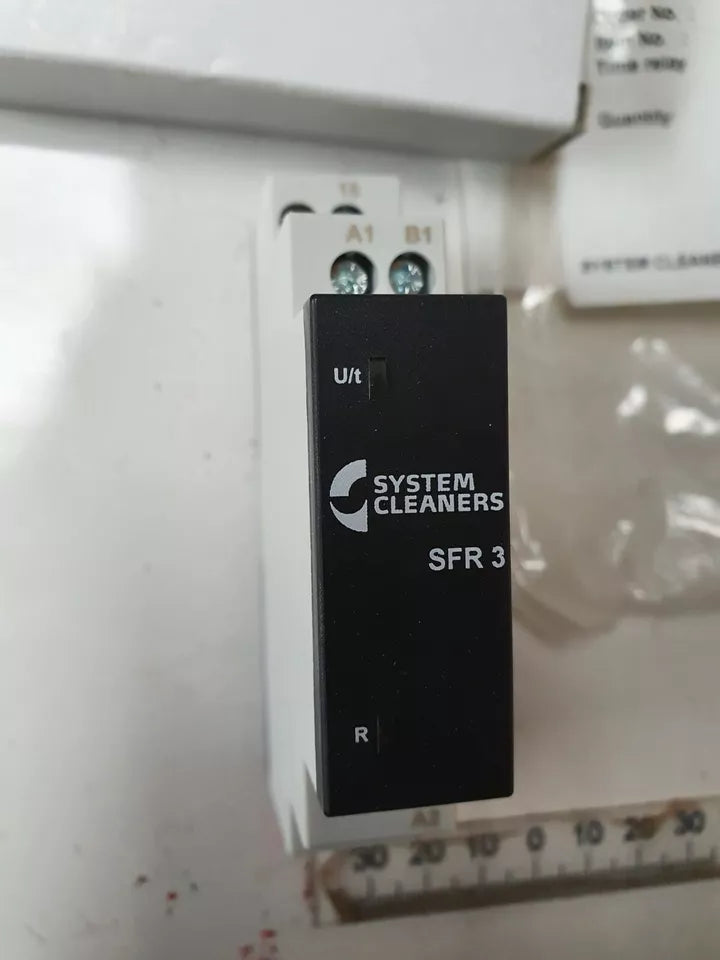 Order No.
Item No.
Time relay
Quantity
15
A1 B1
SYSTEM CLEANE
U/t
SYSTEM
CLEANERS
SFR 3
R
A2
30 20 10 0 10 20 30